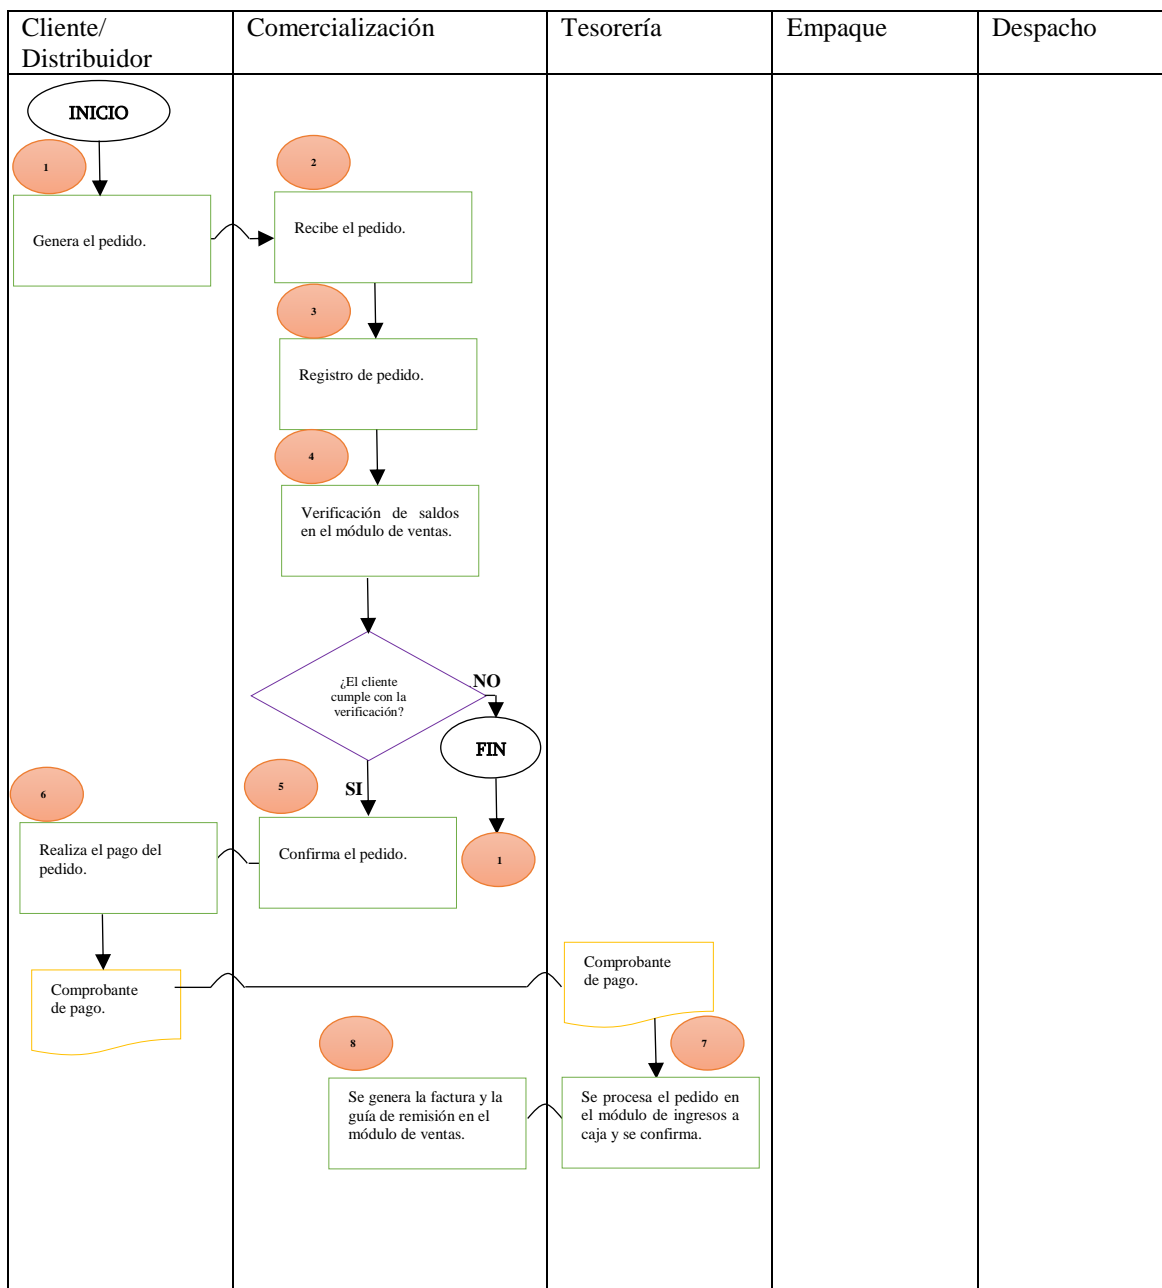 Cliente/
Distribuidor
Comercialización
Tesorería
Empaque
Despacho
INICIO
1
2
Genera el pedido.
Recibe el pedido.
3
Registro de pedido.
4
Verificación de saldos
en el módulo de ventas.
¿El cliente
cumple con la
verificación?
NO
FIN
SI
5
6
1
Realiza el pago del
pedido.
Confirma el pedido.
Comprobante
de pago.
Comprobante
de pago.
8
7
Se genera la factura y la
guía de remisión en el
módulo de ventas.
Se procesa el pedido en
el módulo de ingresos a
caja y se confirma.